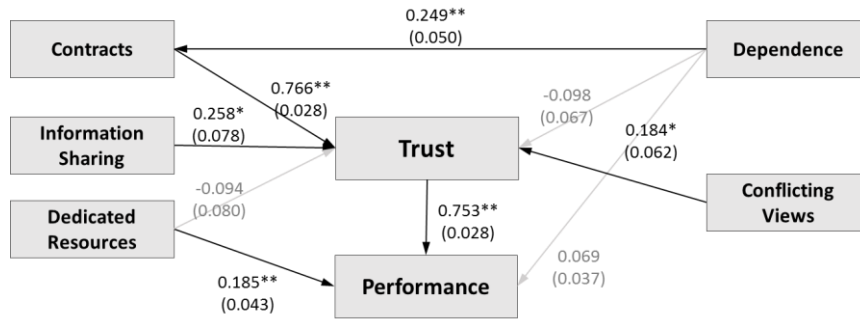 0.249**
(0.050)
Contracts
Dependence
0.766**
(0.028)
-0.098
(0.067)
0.258*
(0.078)
Information
Sharing
Trust
0.184*
(0.062)
-0.094
(0.080)
Conflicting
Views
Dedicated
Resources
0.753**
(0.028)
0.185**
(0.043)
Performance
0.069
(0.037)